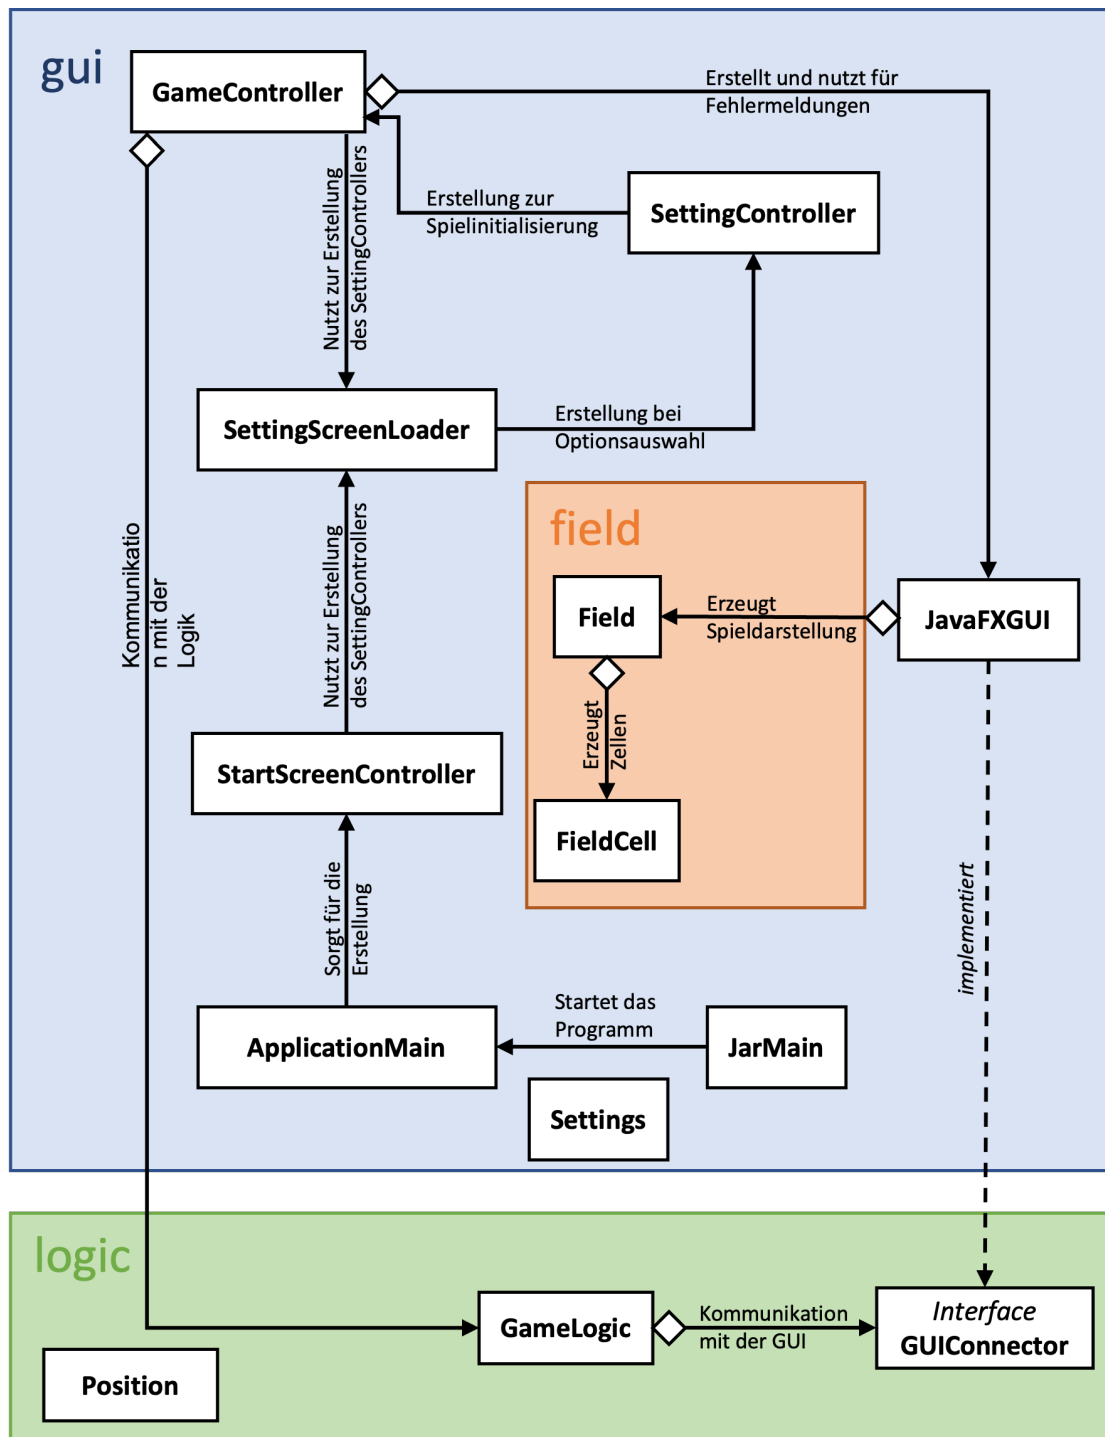 gui
GameController
Erstellt und nutzt für
Fehlermeldungen
Nutzt zur Erstellung
des SettingControllers
Erstellung zur
Spielinitialisierung
SettingController
SettingScreenLoader
Erstellung bei
Optionsauswahl
Kommunikatio
n mit der
Logik
Nutzt zur Erstellung
des SettingControllers
field
Field
Erzeugt
Spieldarstellung
JavaFXGUI
Erzeugt
Zellen
StartScreenController
FieldCell
Sorgt für die
Erstellung
implementiert
ApplicationMain
Startet das
Programm
JarMain
Settings
logic
GameLogic
Kommunikation
mit der GUI
Interface
GUIConnector
Position